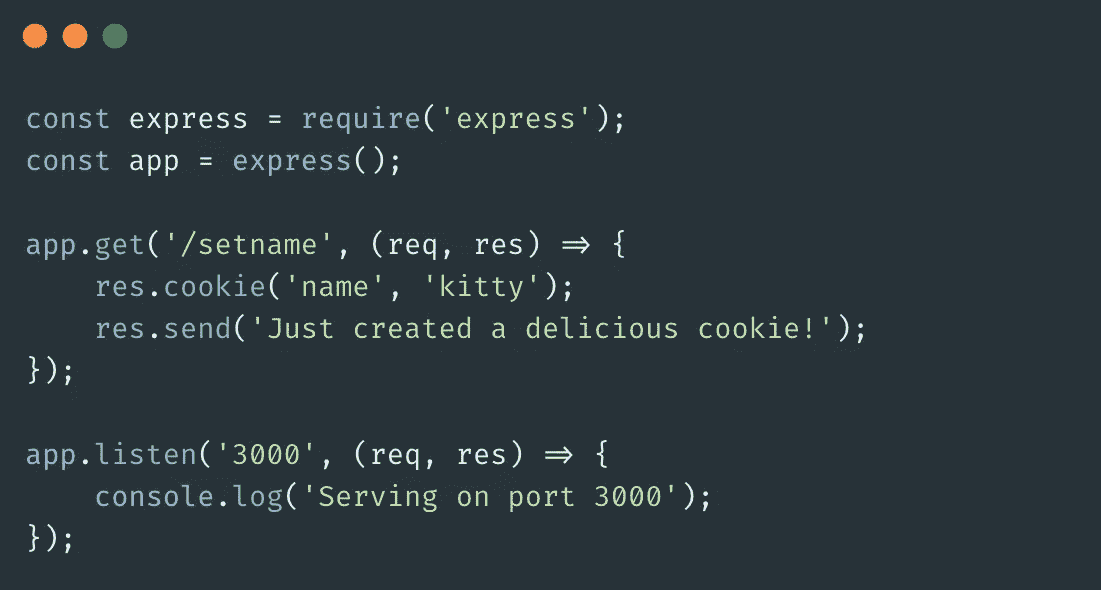 const express = require('express');
const app = express();
app.get('/setname', (req, res) => {
    res.cookie('name', 'kitty');
    res.send('Just created a delicious cookie!');
});
app.listen('3000', (req, res) => {
    console.log('Serving on port 3000');
});